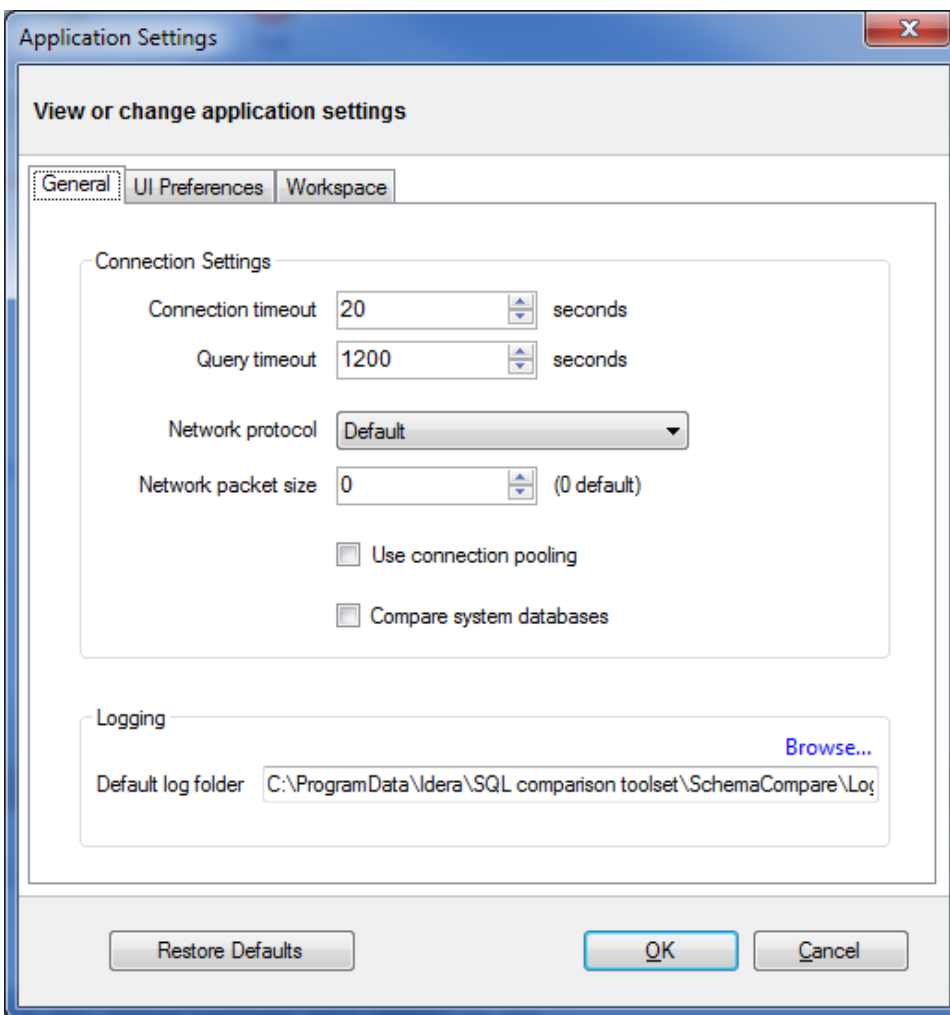 Application Settings
View or change application settings
General UI Preferences Workspace
Connection Settings
Connection timeout 20 seconds
Query timeout 1200 seconds
Network protocol Default
Network packet size 0 (0 default)
Use connection pooling
Compare system databases
Logging
Browse...
Default log folder C:\ProgramData\Idera\SQL comparison toolset\SchemaCompare\Log
Restore Defaults OK Cancel